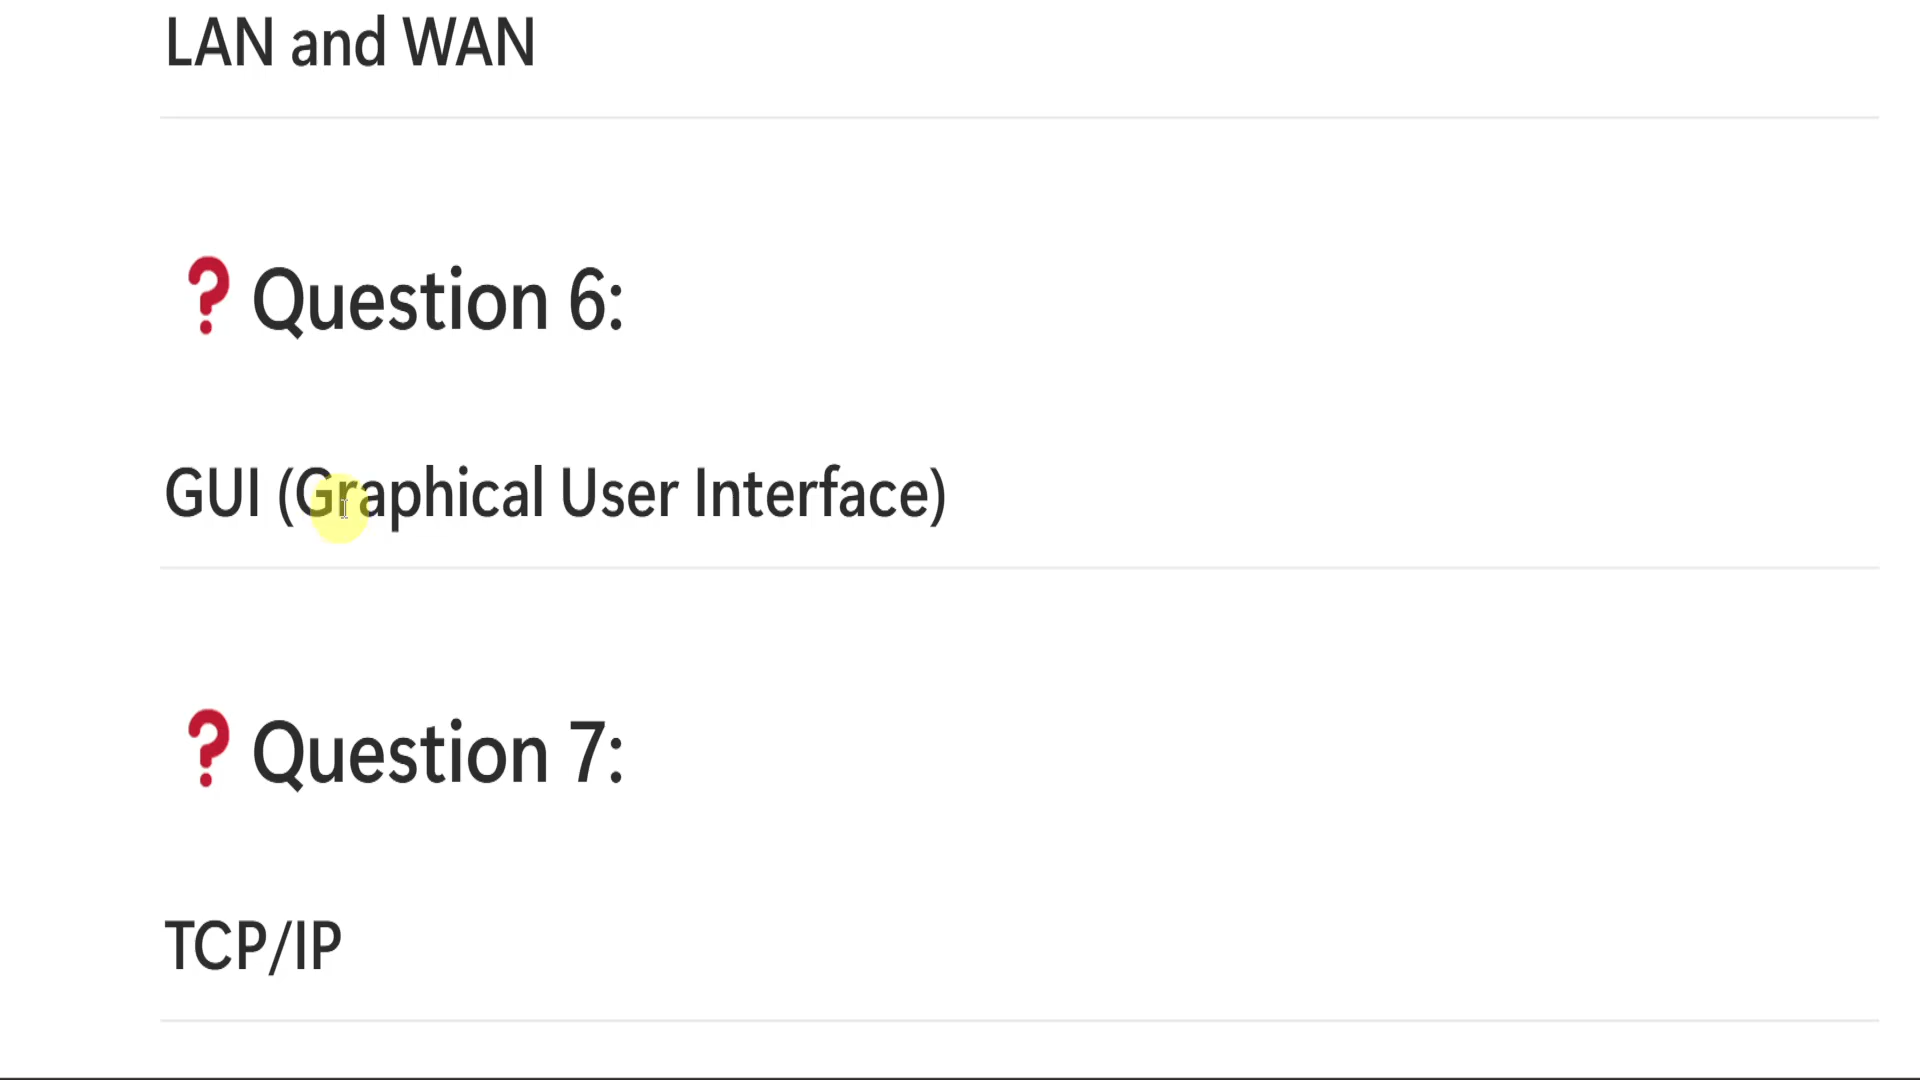 LAN and WAN
❓ Question 6:
GUI (Graphical User Interface)
❓ Question 7:
TCP/IP